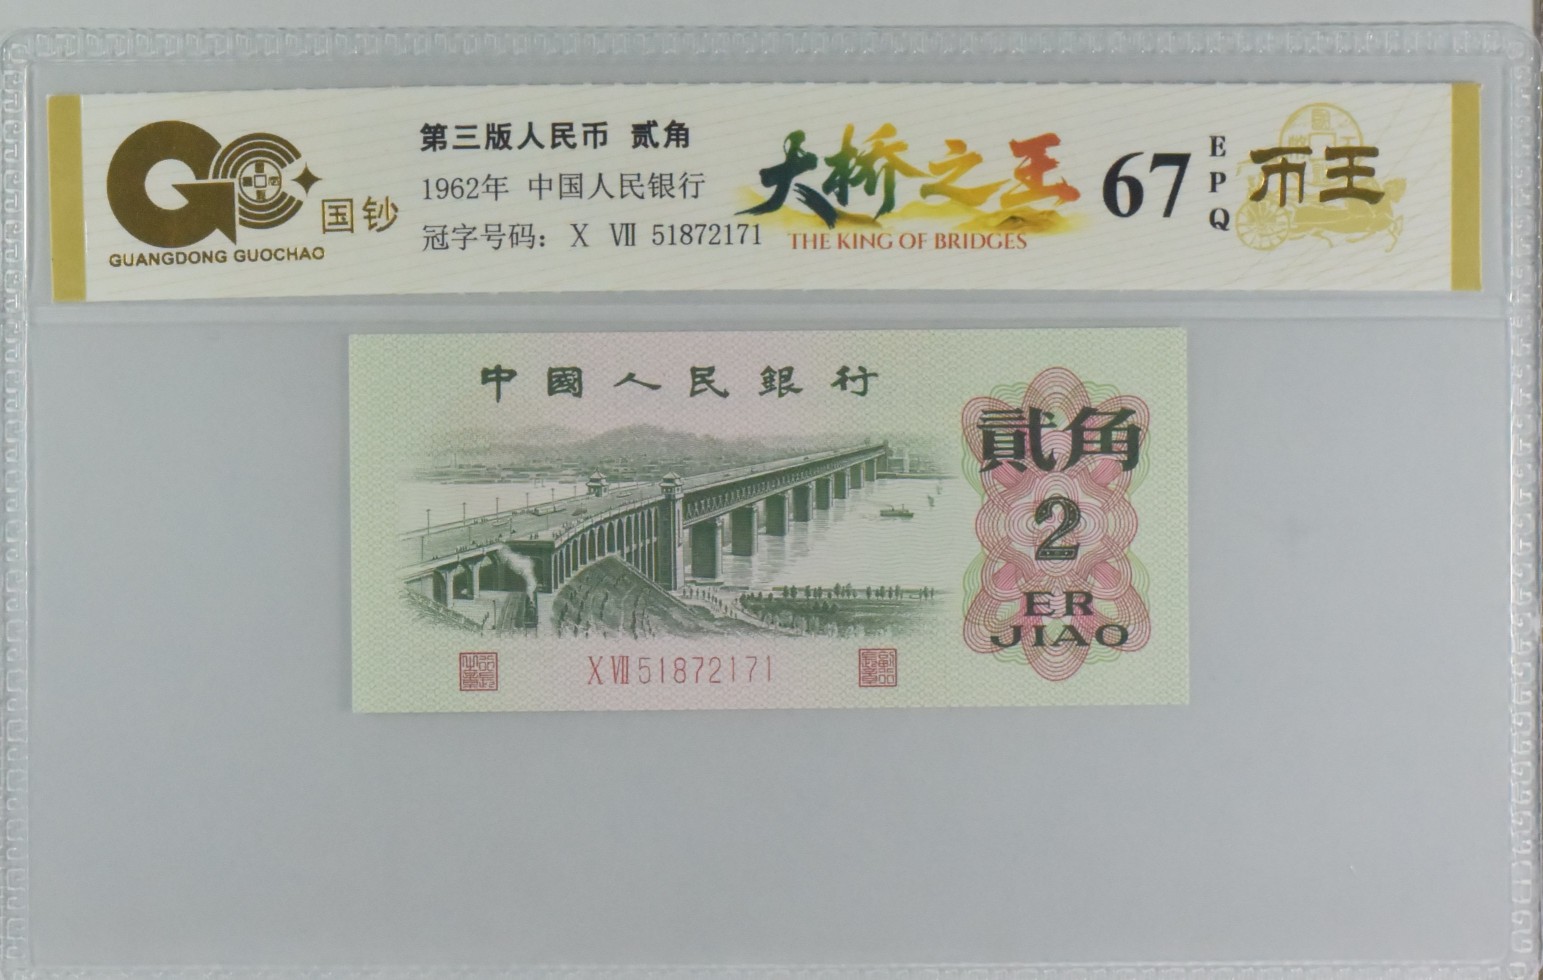 GUANGDONG GUOCHAO
国钞
第三版人民币 贰角
1962年 中国人民银行
冠字号码: X Ⅶ 51872171
大桥之王
THE KING OF BRIDGES
67
EPQ
币王
中國人民銀行
貳角
2
ER
JIAO
X Ⅶ 51872171